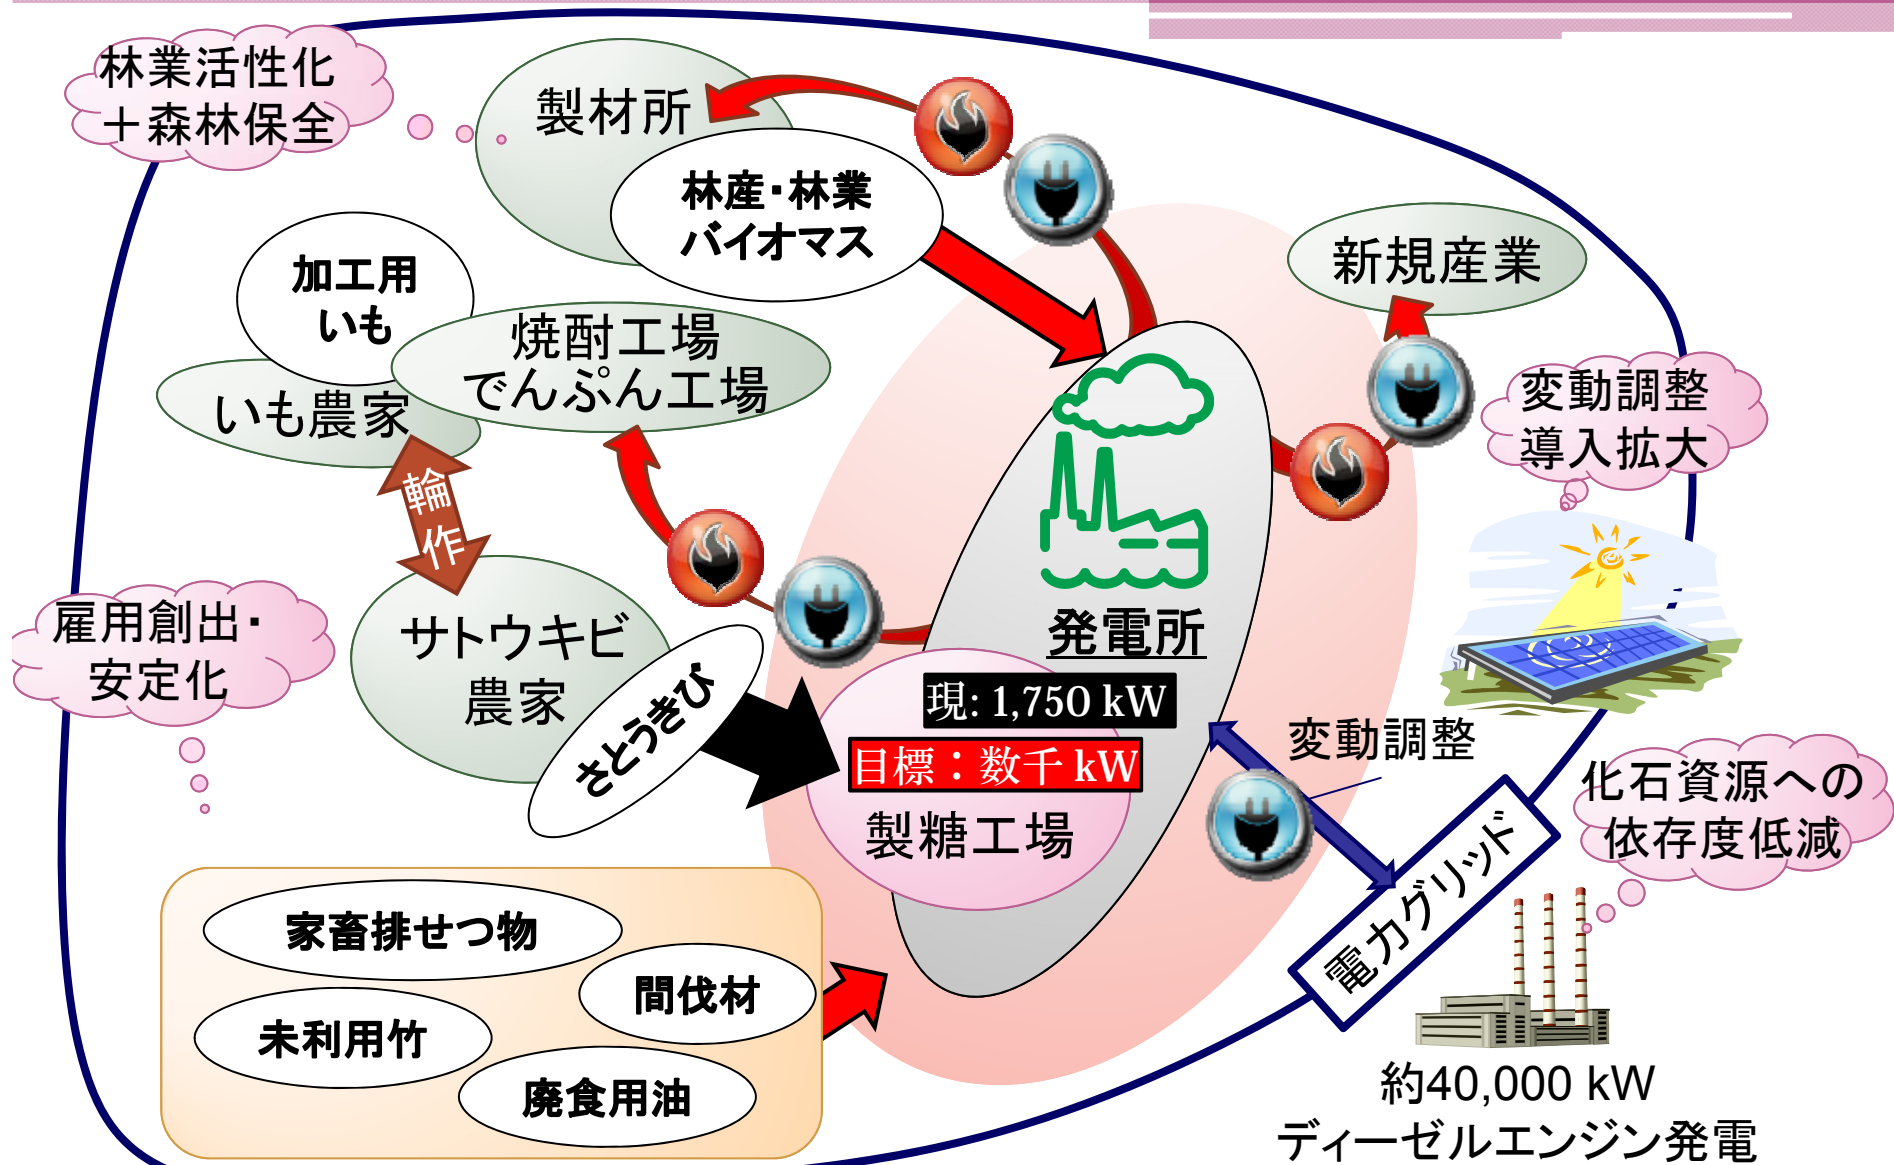 林業活性化
＋森林保全
製材所
林産・林業
バイオマス
加工用
いも
焼酎工場
でんぷん工場
いも農家
輪
作
新規産業
変動調整
導入拡大
雇用創出・
安定化
サトウキビ
農家
さとうきび
発電所
現: 1,750 kW
目標：数千 kW
製糖工場
変動調整
化石資源への
依存度低減
電力グリッド
家畜排せつ物
間伐材
未利用竹
廃食用油
約40,000 kW
ディーゼルエンジン発電